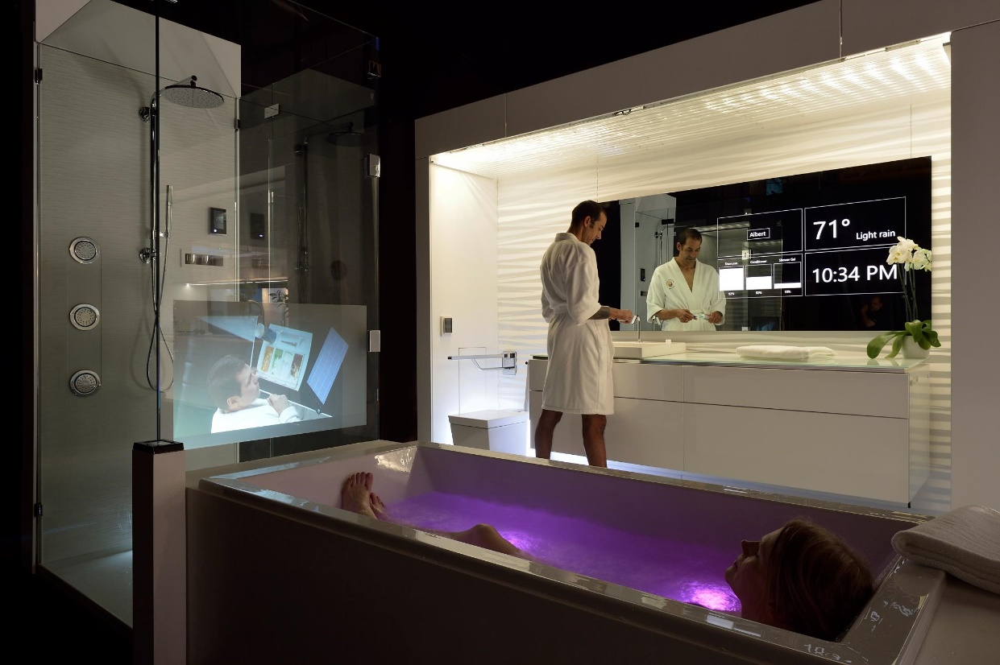 Albert
71°
Light rain
Shampoo
Conditioner
Shower Gel
10:34 PM